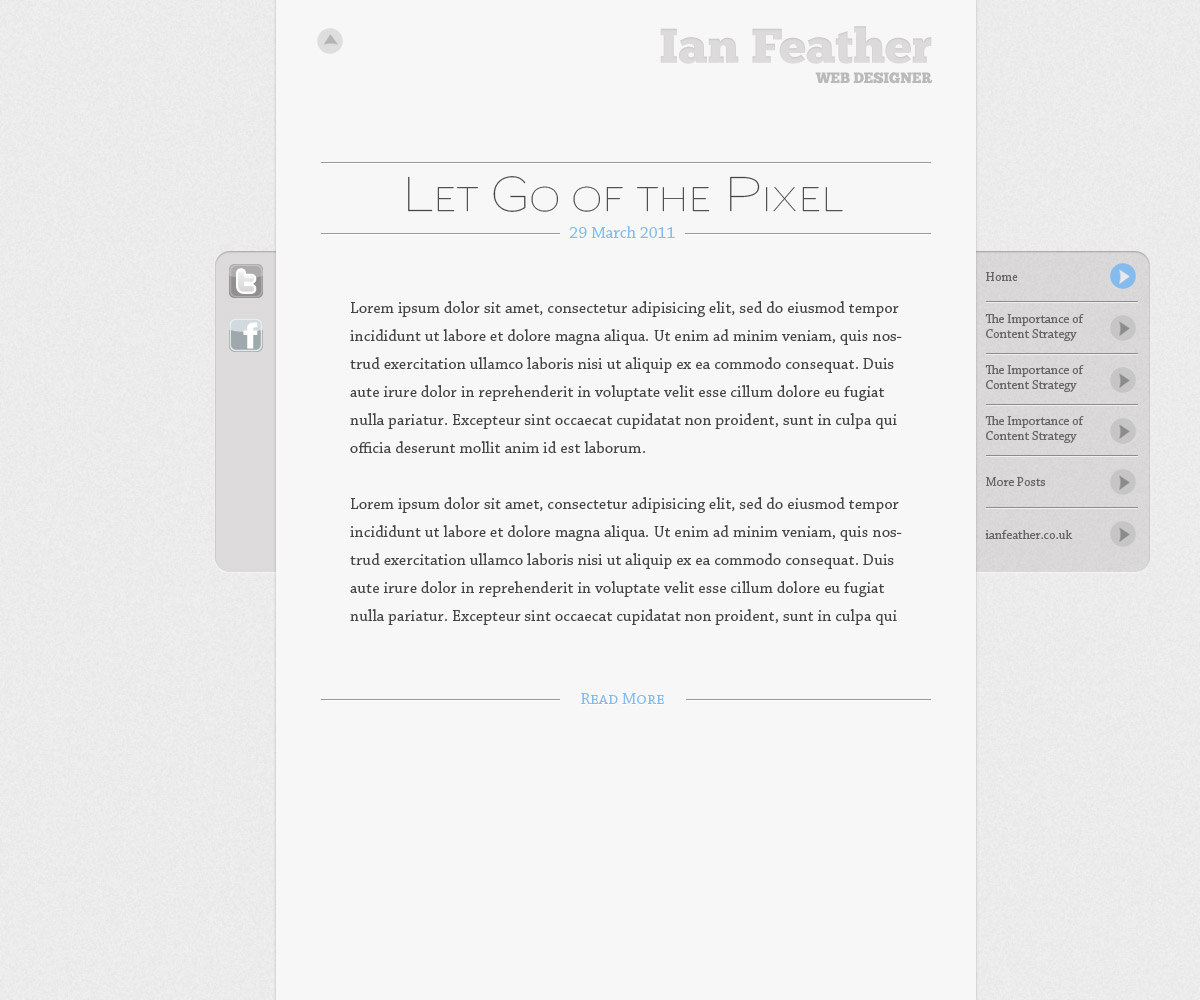 Ian Feather
WEB DESIGNER
Let Go of the Pixel
29 March 2011
Lorem ipsum dolor sit amet, consectetur adipisicing elit, sed do eiusmod tempor
incididunt ut labore et dolore magna aliqua. Ut enim ad minim veniam, quis nos-
trud exercitation ullamco laboris nisi ut aliquip ex ea commodo consequat. Duis
aute irure dolor in reprehenderit in voluptate velit esse cillum dolore eu fugiat
nulla pariatur. Excepteur sint occaecat cupidatat non proident, sunt in culpa qui
officia deserunt mollit anim id est laborum.
Lorem ipsum dolor sit amet, consectetur adipisicing elit, sed do eiusmod tempor
incididunt ut labore et dolore magna aliqua. Ut enim ad minim veniam, quis nos-
trud exercitation ullamco laboris nisi ut aliquip ex ea commodo consequat. Duis
aute irure dolor in reprehenderit in voluptate velit esse cillum dolore eu fugiat
nulla pariatur. Excepteur sint occaecat cupidatat non proident, sunt in culpa qui
Read More
t
f
Home
The Importance of
Content Strategy
The Importance of
Content Strategy
The Importance of
Content Strategy
More Posts
ianfeather.co.uk